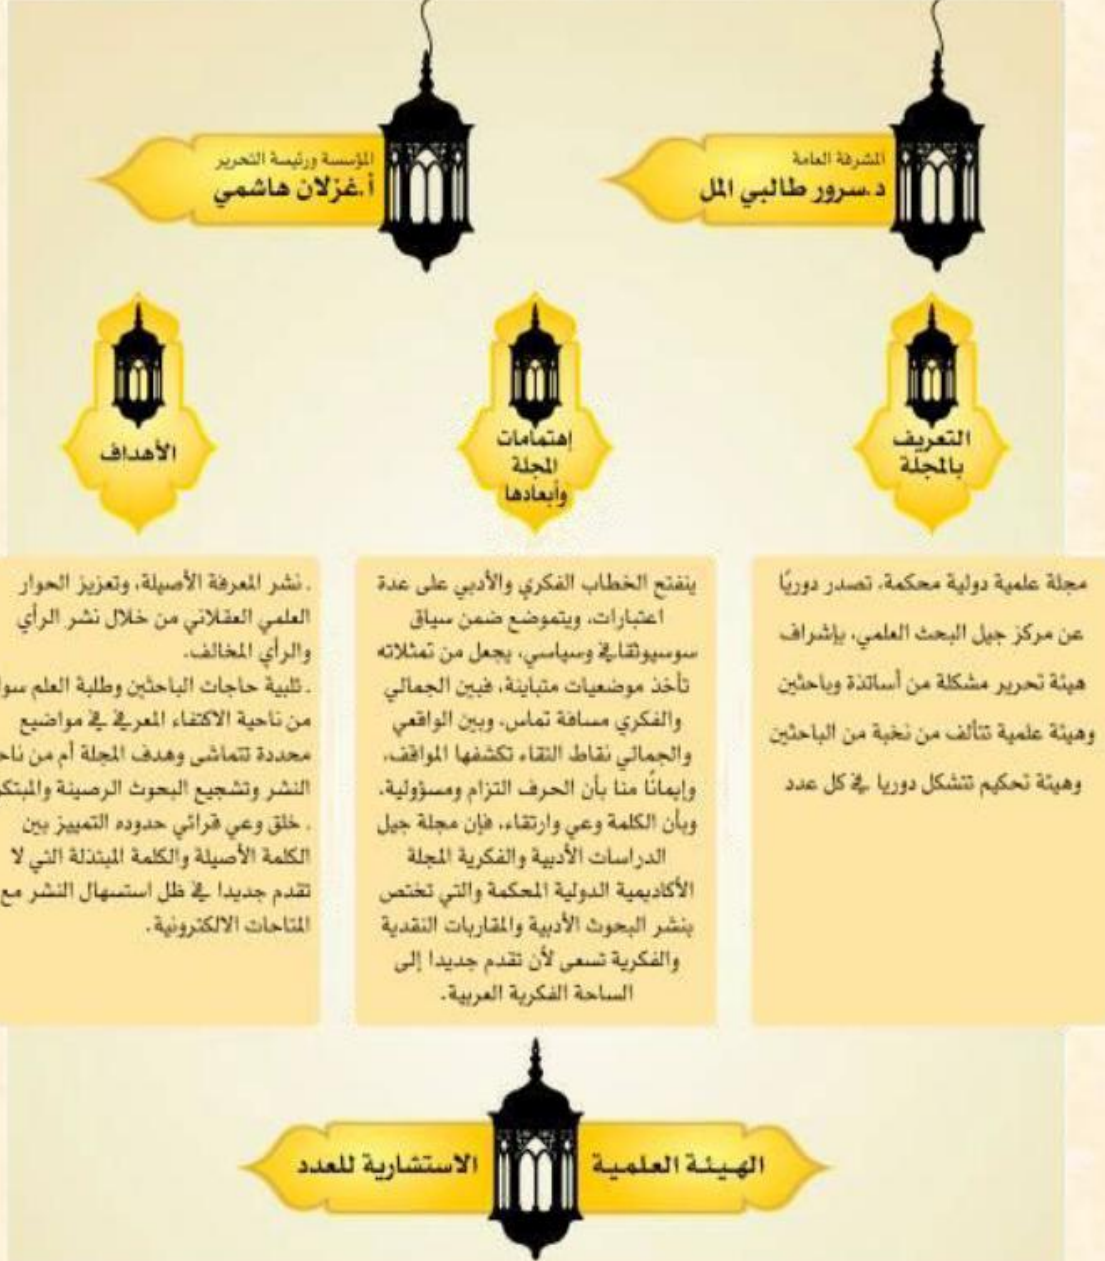 المشرفة العامة
د.سرور طالبي المل
المؤسسة ورئيسة التحرير
أ.غزلان هاشمي
التعريف
بالمجلة
مجلة علمية دولية محكمة، تصدر دوريًا
عن مركز جيل البحث العلمي، بإشراف
هيئة تحرير مشكلة من أساتذة وباحثين
وهيئة علمية تتألف من نخبة من الباحثين
وهيئة تحكيم تتشكل دوريا في كل عدد
إهتمامات
المجلة
وأبعادها
ينفتح الخطاب الفكري والأدبي على عدة
اعتبارات، ويتموضع ضمن سياق
سوسيوثقافي وسياسي، يجعل من تمثلاته
تأخذ موضعيات متباينة، فبين الجمالي
والفكري مسافة تماس، وبين الواقعي
والجمالي نقاط التقاء تكشفها المواقف،
وإيمانًا منا بأن الحرف التزام ومسؤولية،
وبأن الكلمة وعي وارتقاء، فإن مجلة جيل
الدراسات الأدبية والفكرية المجلة
الأكاديمية الدولية المحكمة والتي تختص
بنشر البحوث الأدبية والمقاربات النقدية
والفكرية تسعى لأن تقدم جديدا إلى
الساحة الفكرية العربية.
الأهداف
. نشر المعرفة الأصيلة، وتعزيز الحوار
العلمي العقلاني من خلال نشر الرأي
والرأي المخالف.
. تلبية حاجات الباحثين وطلبة العلم
من ناحية الاكتفاء المعرفي في مواضيع
محددة تتماشى وهدف المجلة أم من
النشر وتشجيع البحوث الرصينة
. خلق وعي قرائي حدوده التمييز بين
الكلمة الأصيلة والكلمة المبتذلة التي لا
تقدم جديدا في ظل استسهال النشر مع
المتاحات الالكترونية.
الهيئة العلمية الاستشارية للعدد